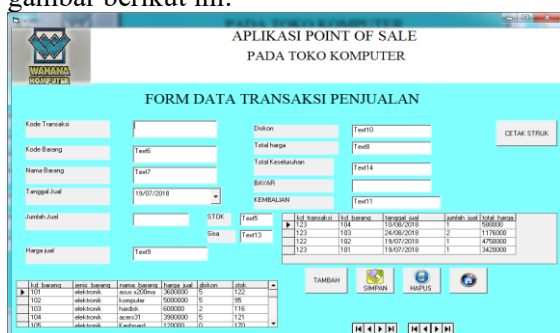 gambar berikut ini:
PADA TOKO KOMPUTER
APLIKASI POINT OF SALE
PADA TOKO KOMPUTER
WAHANA
KOMPUTER
FORM DATA TRANSAKSI PENJUALAN
Kode Transaksi
Kode Barang Text6
Nama Barang Text7
Tanggal Jual 19/07/2018
Jumlah Jual STOK Text5
Sisa Text13
Harga jual Text9
Diskon Text10
Total harga Text8
Total Keseluruhan Text14
BAYAR
KEMBALIAN Text11
CETAK STRUK
kd_transaksi kd_barang tanggal_jual jumlah_jual total_harga
123 104 10/08/2018 1 588000
123 103 24/08/2018 2 1176000
122 102 19/07/2018 1 4750000
123 101 19/07/2018 1 3420000
kd_barang jenis_barang nama_barang harga_jual diskon stok
101 elektronik asus x200ma 3600000 5 122
102 elektronik komputer 5000000 5 95
103 elektronik hardisk 600000 2 116
104 elektronik acers31 3900000 5 121
105 elektronik Keyboard 120000 0 170
TAMBAH SIMPAN HAPUS